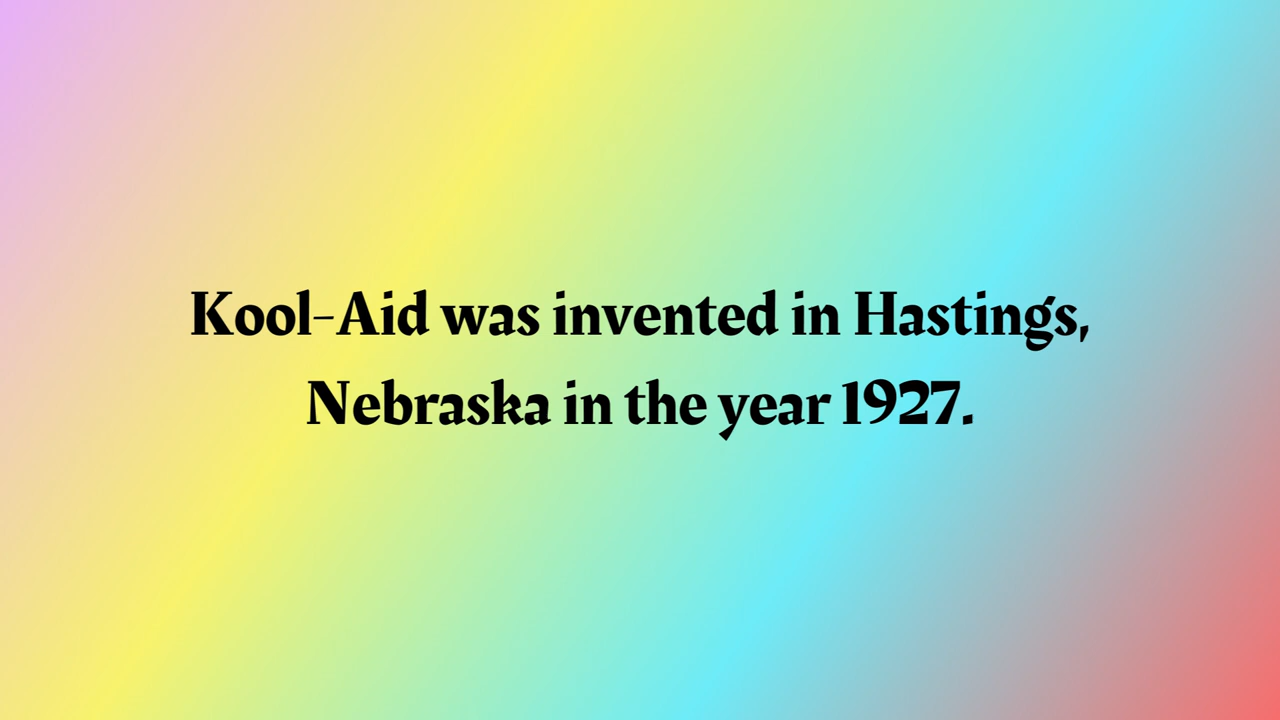 Kool-Aid was invented in Hastings,
Nebraska in the year 1927.